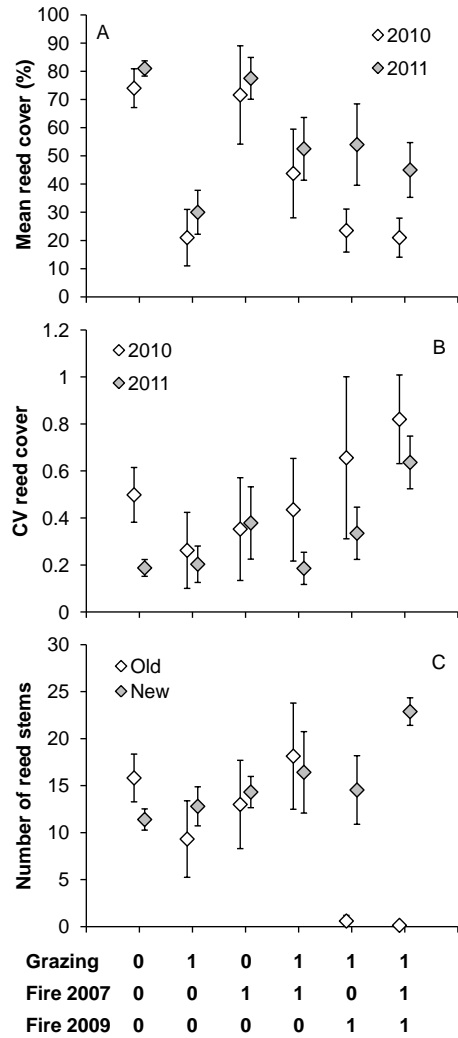 A
2010
2011
Mean reed cover (%)
100
90
80
70
60
50
40
30
20
10
0
B
2010
2011
CV reed cover
1.2
1
0.8
0.6
0.4
0.2
0
C
Old
New
Number of reed stems
30
25
20
15
10
5
0
Grazing 0 1 0 1 1 1
Fire 2007 0 0 1 1 0 1
Fire 2009 0 0 0 0 1 1